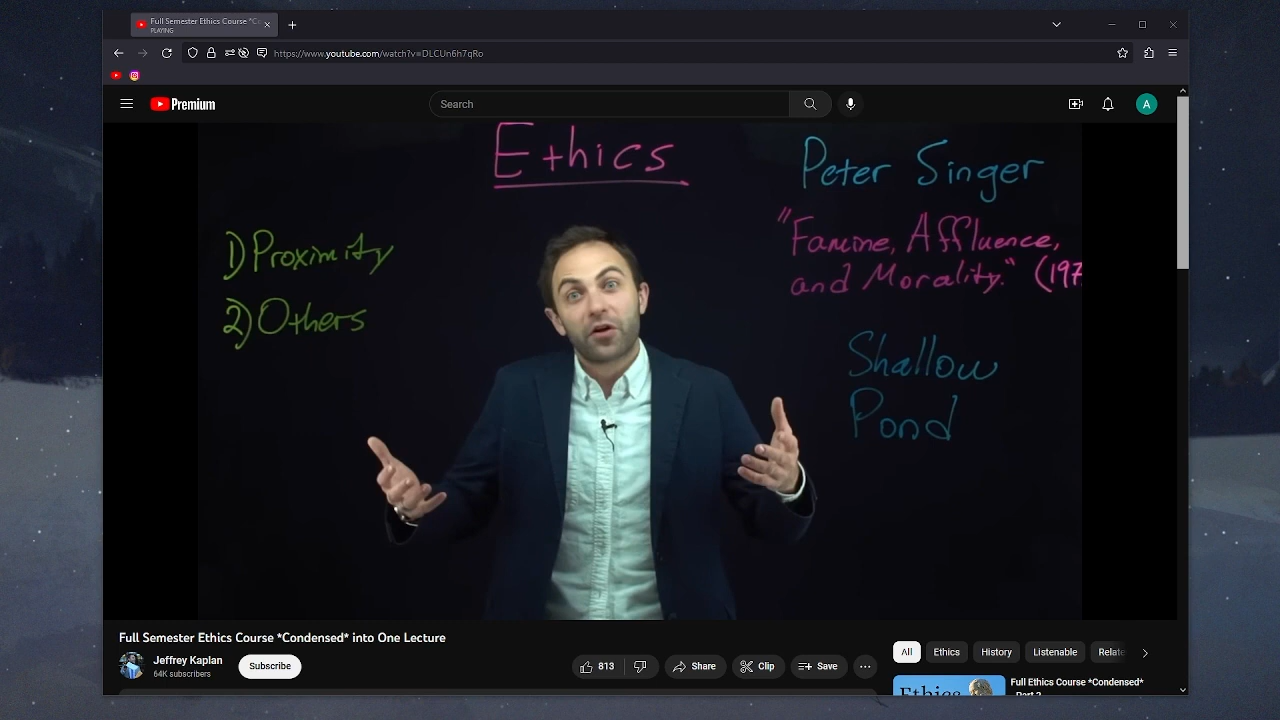 Full Semester Ethics Course *Co
PLAYING
https://www.youtube.com/watch?v=DLCUn6h7qRo
Premium
Search
A
Ethics
Peter Singer
"Famine, Affluence,
and Morality." (197
1) Proximity
2) Others
Shallow
Pond
Full Semester Ethics Course *Condensed* into One Lecture
Jeffrey Kaplan
64K subscribers
Subscribe
813
Share
Clip
Save
All
Ethics
History
Listenable
Relate
Full Ethics Course *Condensed*
Ethics